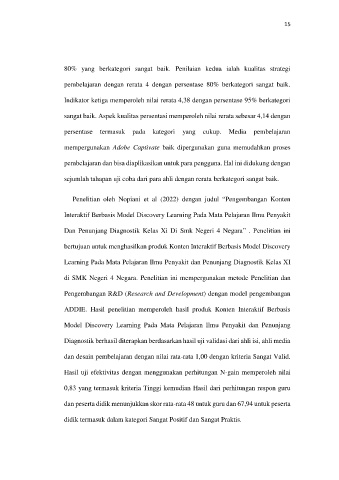 15
80% yang berkategori sangat baik. Penilaian kedua ialah kualitas strategi
pembelajaran dengan rerata 4 dengan persentase 80% berkategori sangat baik.
Indikator ketiga memperoleh nilai rerata 4,38 dengan persentase 95% berkategori
sangat baik. Aspek kualitas persentasi memperoleh nilai rerata sebesar 4,14 dengan
persentase termasuk pada kategori yang cukup. Media pembelajaran
mempergunakan Adobe Captivate baik dipergunakan guna memudahkan proses
pembelajaran dan bisa diaplikasikan untuk para pengguna. Hal ini didukung dengan
sejumlah tahapan uji coba dari para ahli dengan rerata berkategori sangat baik.
Penelitian oleh Nopiani et al (2022) dengan judul “Pengembangan Konten
Interaktif Berbasis Model Discovery Learning Pada Mata Pelajaran Ilmu Penyakit
Dan Penunjang Diagnostik Kelas Xi Di Smk Negeri 4 Negara” . Penelitian ini
bertujuan untuk menghasilkan produk Konten Interaktif Berbasis Model Discovery
Learning Pada Mata Pelajaran Ilmu Penyakit dan Penunjang Diagnostik Kelas XI
di SMK Negeri 4 Negara. Penelitian ini mempergunakan metode Penelitian dan
Pengembangan R&D (Research and Development) dengan model pengembangan
ADDIE. Hasil penelitian memperoleh hasil produk Konten Interaktif Berbasis
Model Discovery Learning Pada Mata Pelajaran Ilmu Penyakit dan Penunjang
Diagnostik berhasil diterapkan berdasarkan hasil uji validasi dari ahli isi, ahli media
dan desain pembelajaran dengan nilai rata-rata 1,00 dengan kriteria Sangat Valid.
Hasil uji efektivitas dengan menggunakan perhitungan N-gain memperoleh nilai
0,83 yang termasuk kriteria Tinggi kemudian Hasil dari perhitungan respon guru
dan peserta didik menunjukkan skor rata-rata 48 untuk guru dan 67,94 untuk peserta
didik termasuk dalam kategori Sangat Positif dan Sangat Praktis.